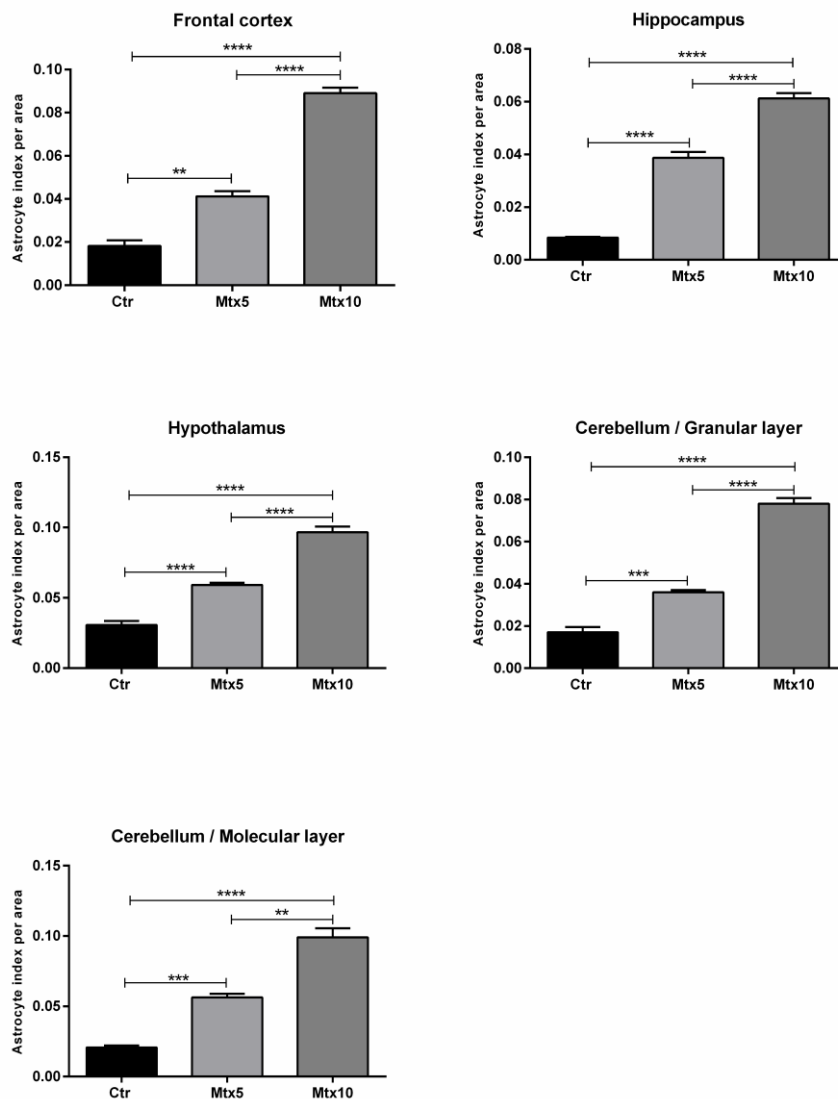 Frontal cortex
****
****
**
Astrocyte index per area
0.10
0.08
0.06
0.04
0.02
0.00
Ctr Mtx5 Mtx10
Hippocampus
****
****
****
Astrocyte index per area
0.08
0.06
0.04
0.02
0.00
Ctr Mtx5 Mtx10
Hypothalamus
****
****
****
Astrocyte index per area
0.15
0.10
0.05
0.00
Ctr Mtx5 Mtx10
Cerebellum / Granular layer
****
****
***
Astrocyte index per area
0.10
0.08
0.06
0.04
0.02
0.00
Ctr Mtx5 Mtx10
Cerebellum / Molecular layer
****
**
***
Astrocyte index per area
0.15
0.10
0.05
0.00
Ctr Mtx5 Mtx10